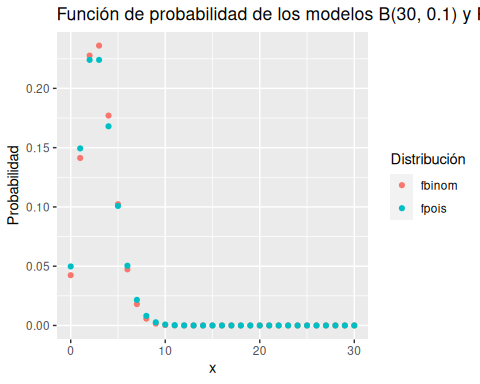 Función de probabilidad de los modelos B(30, 0.1) y
0.20
0.15
0.10
0.05
0.00
Probabilidad
0
10
20
30
x
Distribución
fbinom
fpois